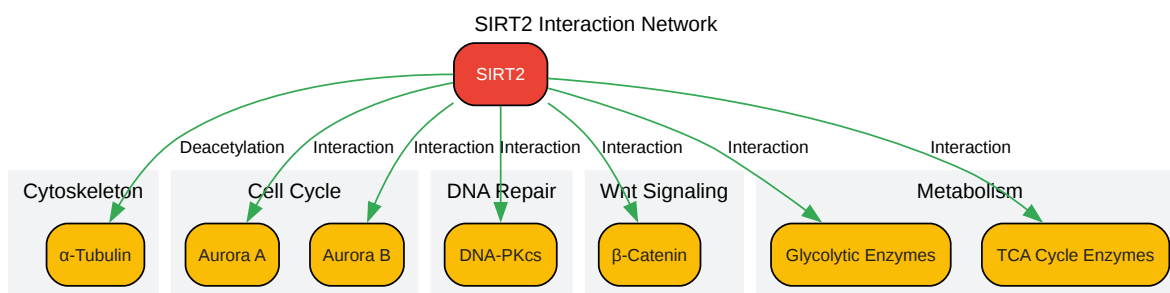 SIRT2 Interaction Network
SIRT2
Deacetylation
Interaction
Interaction
Interaction
Interaction
Interaction
Interaction
Cytoskeleton
Cell Cycle
DNA Repair
Wnt Signaling
Metabolism
α-Tubulin
Aurora A
Aurora B
DNA-PKcs
β-Catenin
Glycolytic Enzymes
TCA Cycle Enzymes